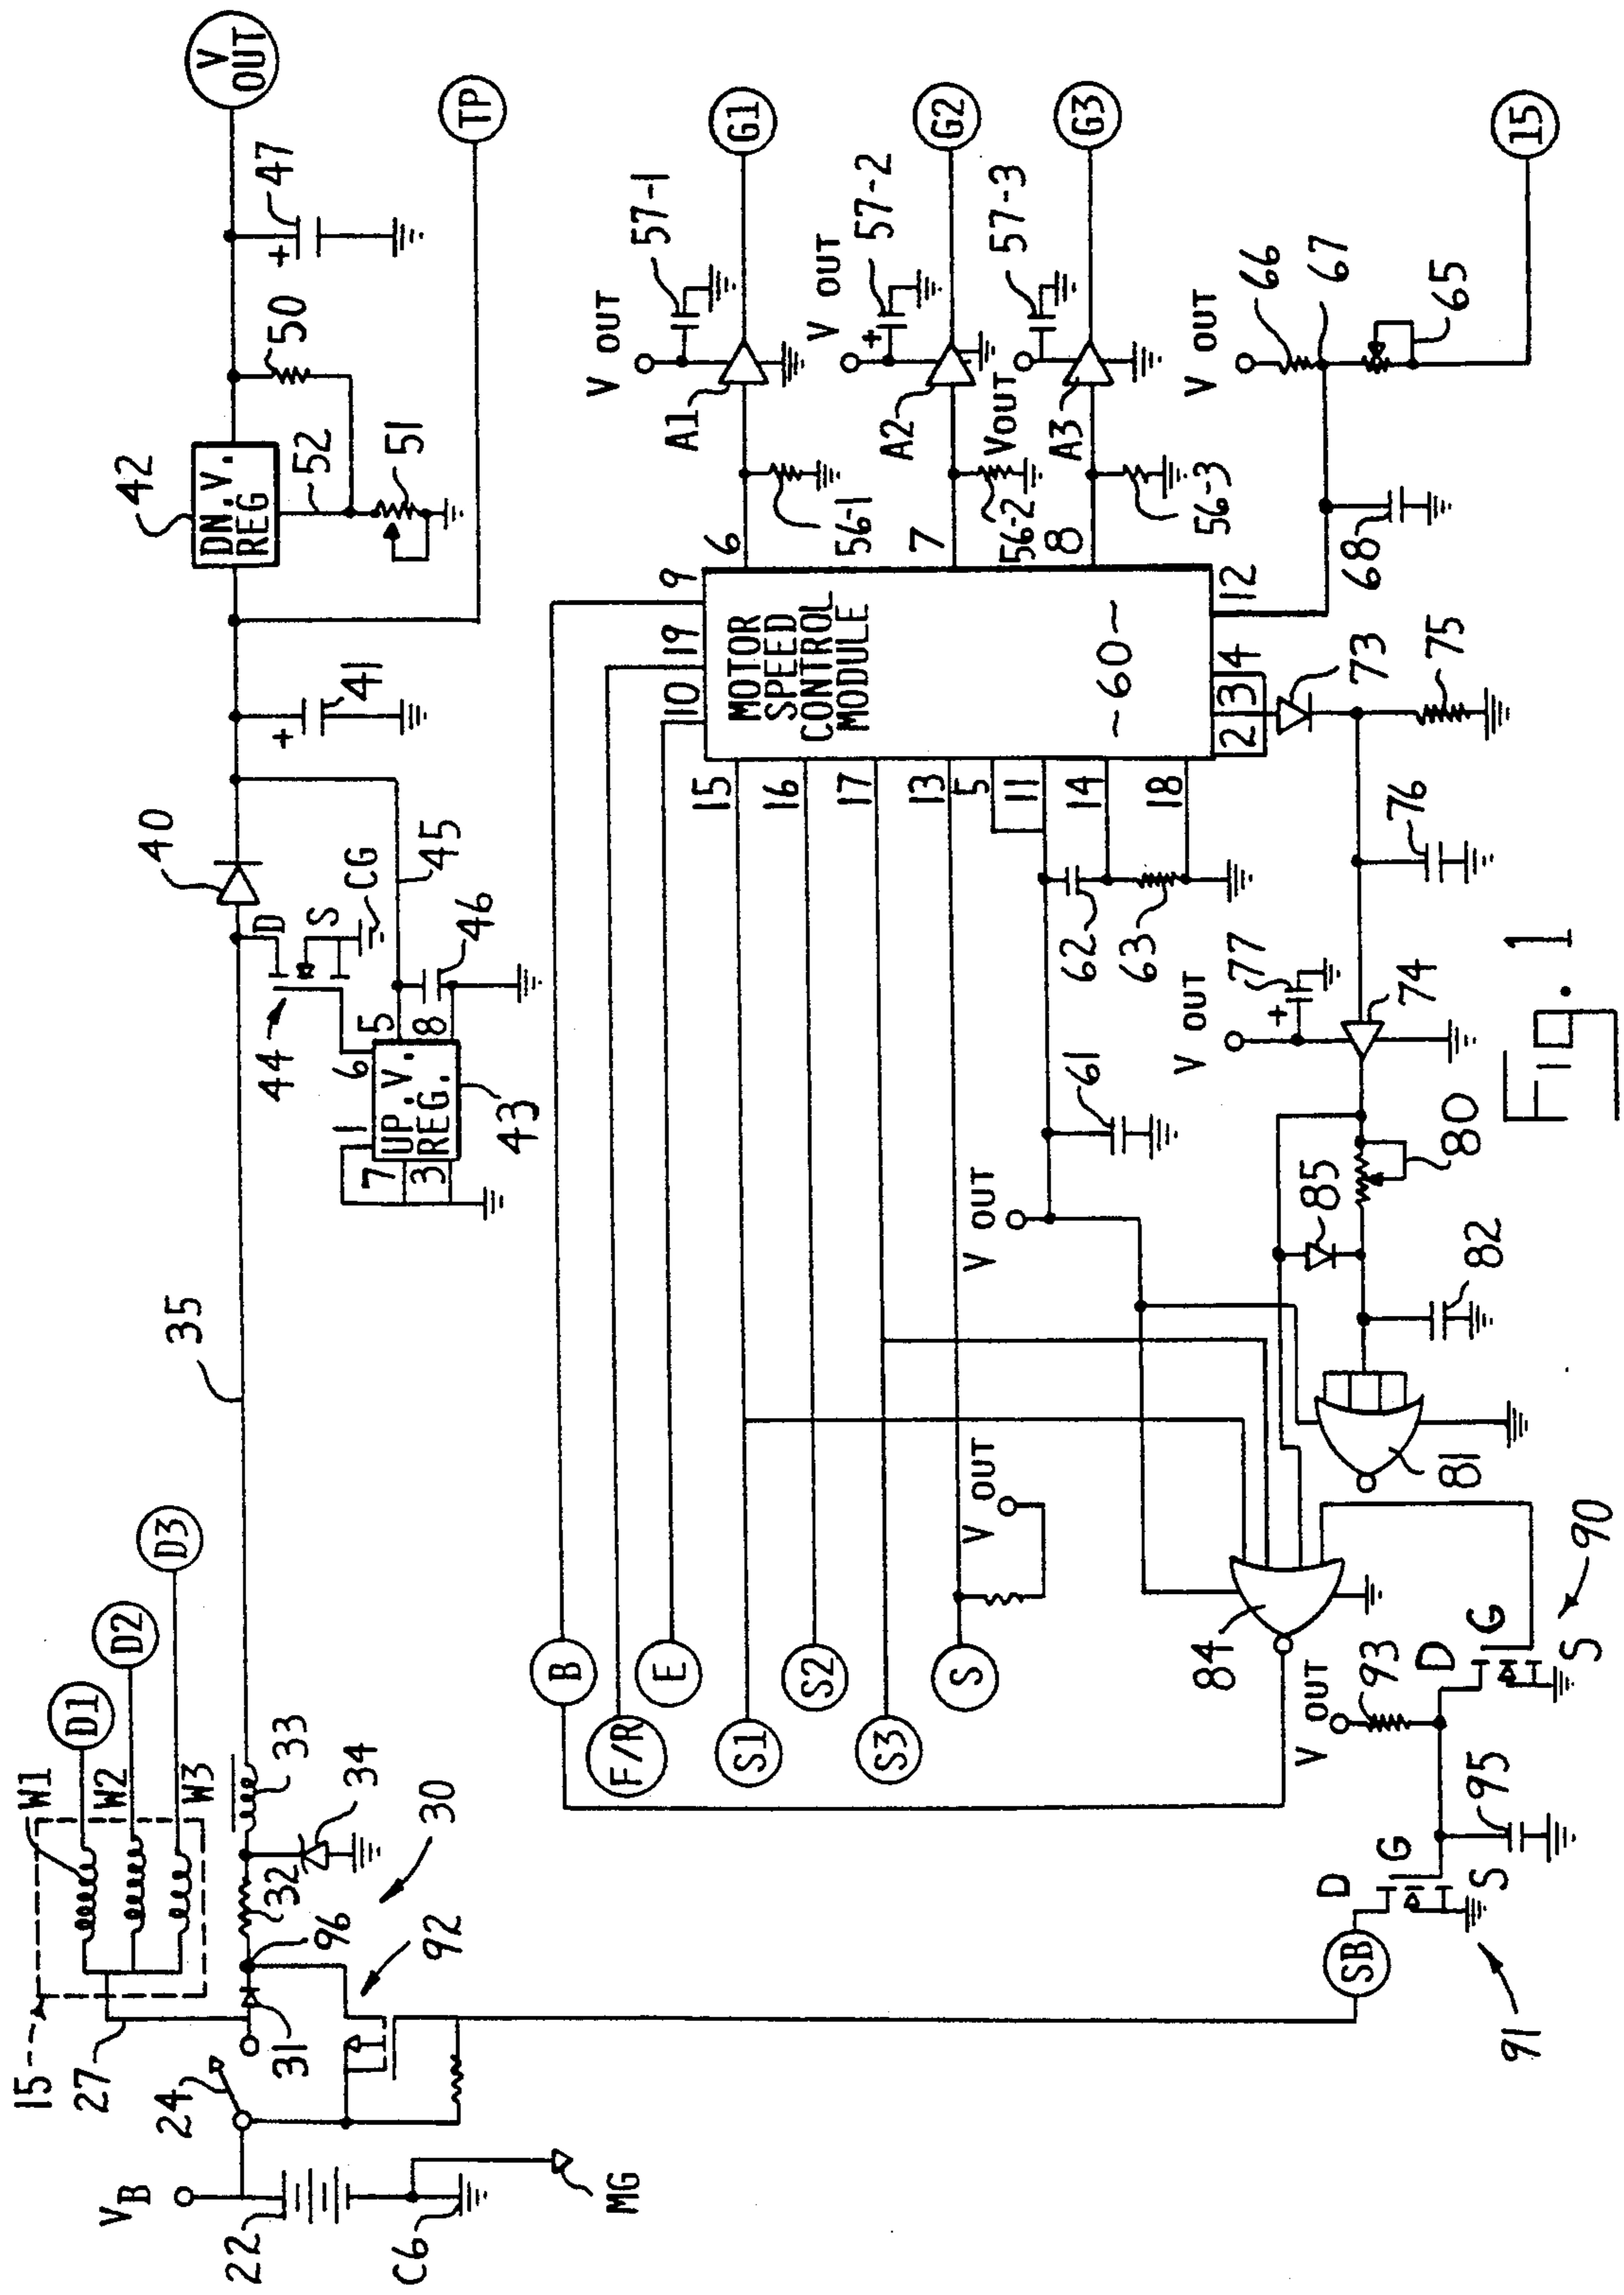 V
OUT
TP
47
50
42
DN.V.
REG
52
51
41
40
D
S
CG
45
46
44
6
5
8
1
UP.V.
REG.
7
3
43
35
D3
D2
D1
W1
W2
W3
15
27
24
33
34
32
30
96
92
31
VB
22
C6
MG
G1
G2
G3
15
57-1
V OUT
A1
56-1
57-2
V OUT
A2
56-2
57-3
VOUT
A3
56-3
6
7
8
9
19
10
MOTOR
SPEED
CONTROL
MODULE
~60~
15
16
17
13
5
11
14
18
2
3
4
12
66
V OUT
67
65
68
73
75
76
62
63
77
V OUT
74
61
V OUT
80
85
82
81
V OUT
84
B
F/R
E
S1
S2
S3
S
V OUT
93
D
G
S
90
95
D
G
S
SB
91
Fig. 1